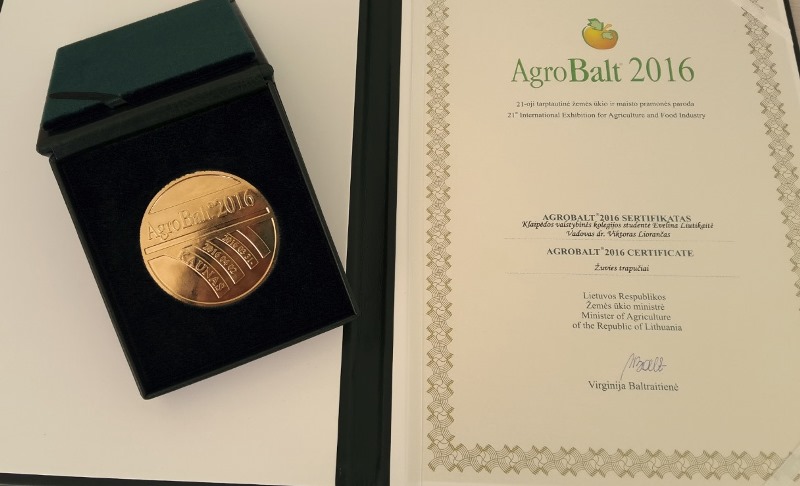 AgroBalt 2016
KAUNAS
AgroBalt® 2016
21-oji tarptautinė žemės ūkio ir maisto pramonės paroda
21st International Exhibition for Agriculture and Food Industry
AGROBALT®2016 SERTIFIKATAS
Klaipėdos vaistybinės kolegijos studentė Evelina Liutikaitė
Vadovas dr. Viktoras Liorančas
AGROBALT®2016 CERTIFICATE
Žuvies trapučiai
Lietuvos Respublikos
Žemės ūkio ministrė
Minister of Agriculture
of the Republic of Lithuania
Virginija Baltraitienė